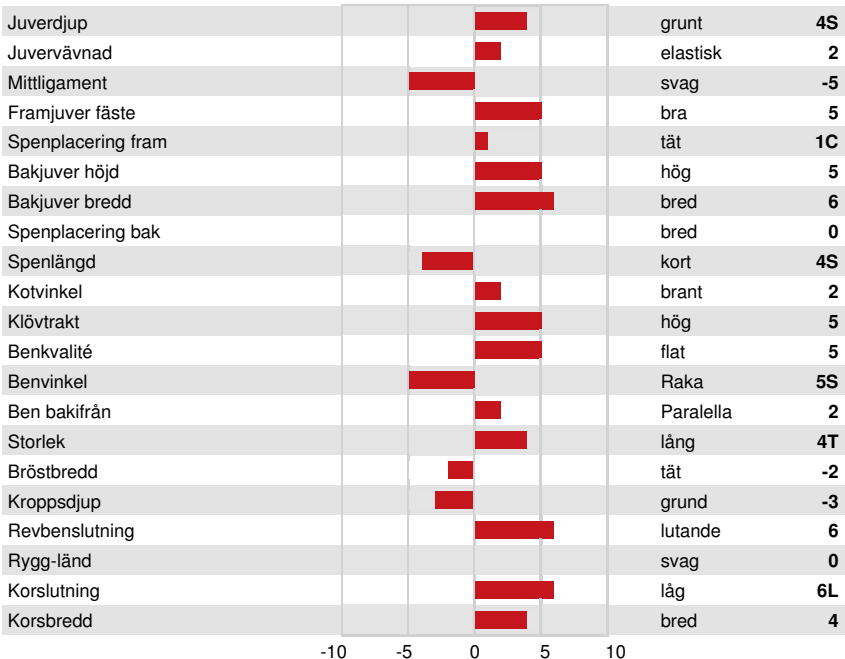 Juverdjup grunt 4S
Juvervävnad elastisk 2
Mittligament svag -5
Framjuver fäste bra 5
Spenplacering fram tät 1C
Bakjuver höjd hög 5
Bakjuver bredd bred 6
Spenplacering bak bred 0
Spenlängd kort 4S
Kotvinkel brant 2
Klövtrakt hög 5
Benkvalité flat 5
Benvinkel Raka 5S
Ben bakifrån Paralella 2
Storlek lång 4T
Bröstbredd tät -2
Kroppsdjup grund -3
Revbenslutning lutande 6
Rygg-länd svag 0
Korslutning låg 6L
Korsbredd bred 4
-10 -5 0 5 10